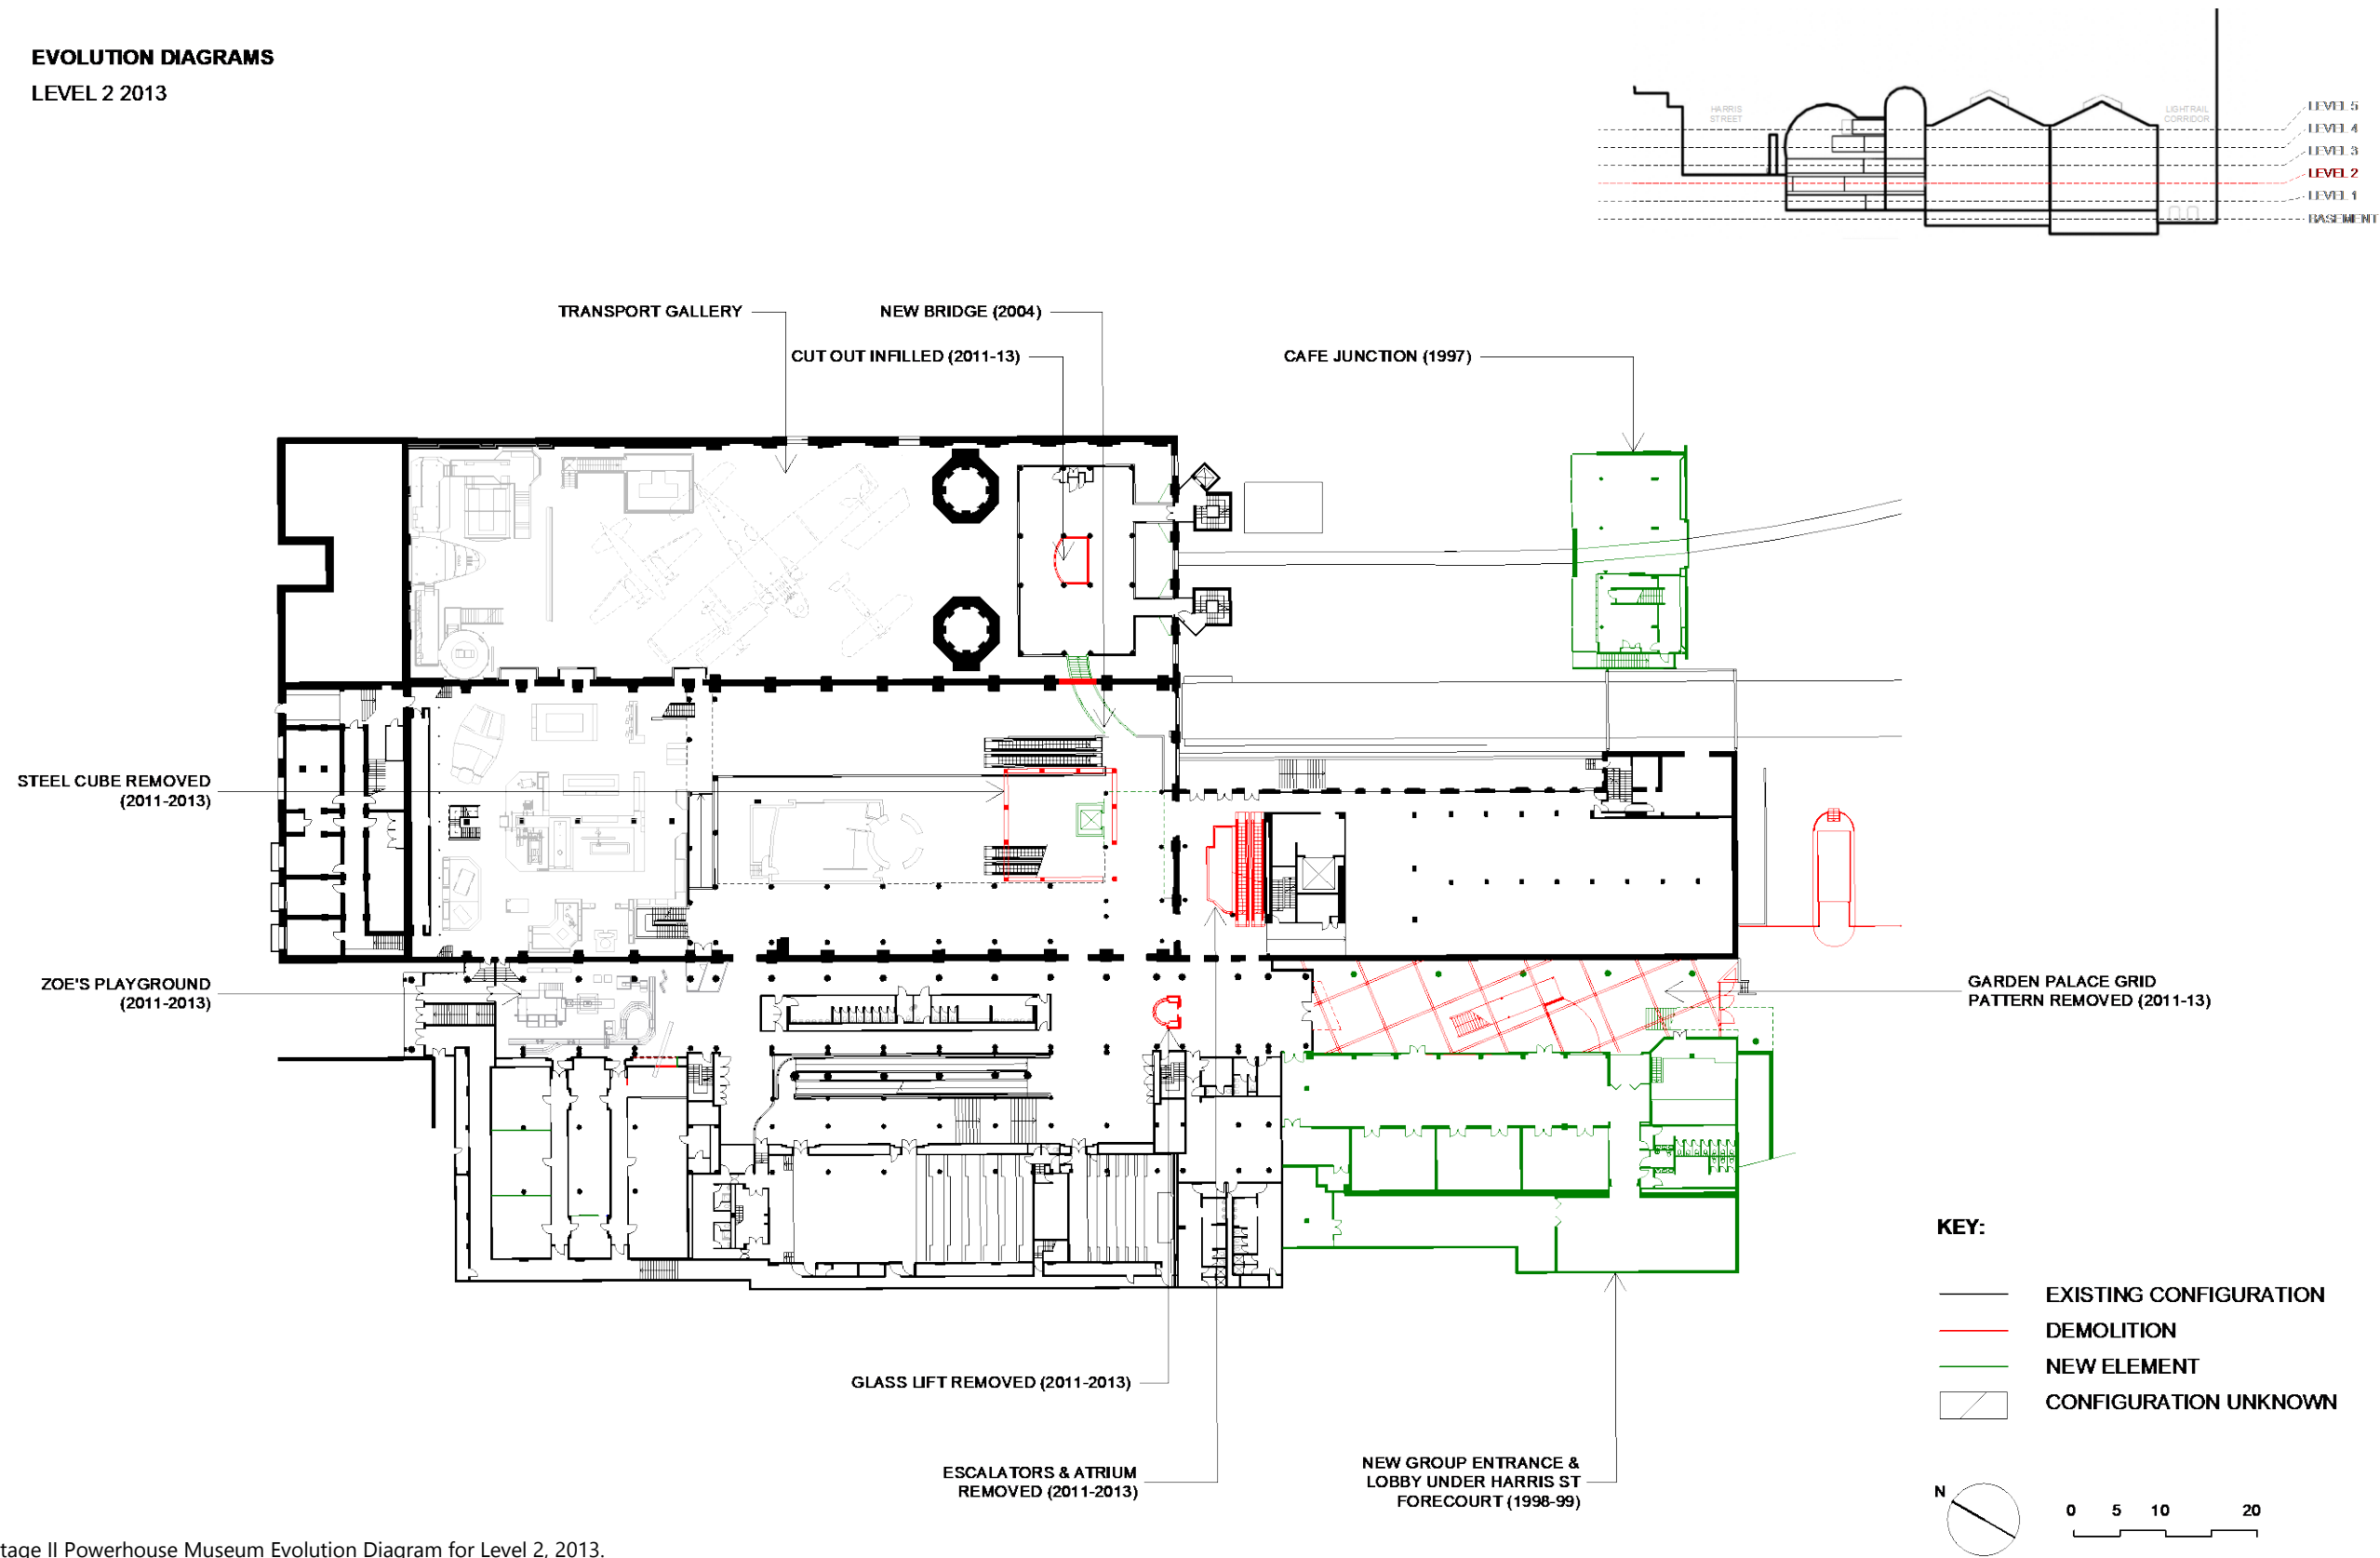 EVOLUTION DIAGRAMS
LEVEL 2 2013
HARRIS
STREET
LIGHTRAIL
CORRIDOR
LEVEL 5
LEVEL 4
LEVEL 3
LEVEL 2
LEVEL 1
BASEMENT
TRANSPORT GALLERY
NEW BRIDGE (2004)
CUT OUT INFILLED (2011-13)
CAFE JUNCTION (1997)
STEEL CUBE REMOVED
(2011-2013)
ZOE'S PLAYGROUND
(2011-2013)
GARDEN PALACE GRID
PATTERN REMOVED (2011-13)
GLASS LIFT REMOVED (2011-2013)
ESCALATORS & ATRIUM
REMOVED (2011-2013)
NEW GROUP ENTRANCE &
LOBBY UNDER HARRIS ST
FORECOURT (1998-99)
KEY:
EXISTING CONFIGURATION
DEMOLITION
NEW ELEMENT
CONFIGURATION UNKNOWN
N
0 5 10 20
tage II Powerhouse Museum Evolution Diagram for Level 2, 2013.